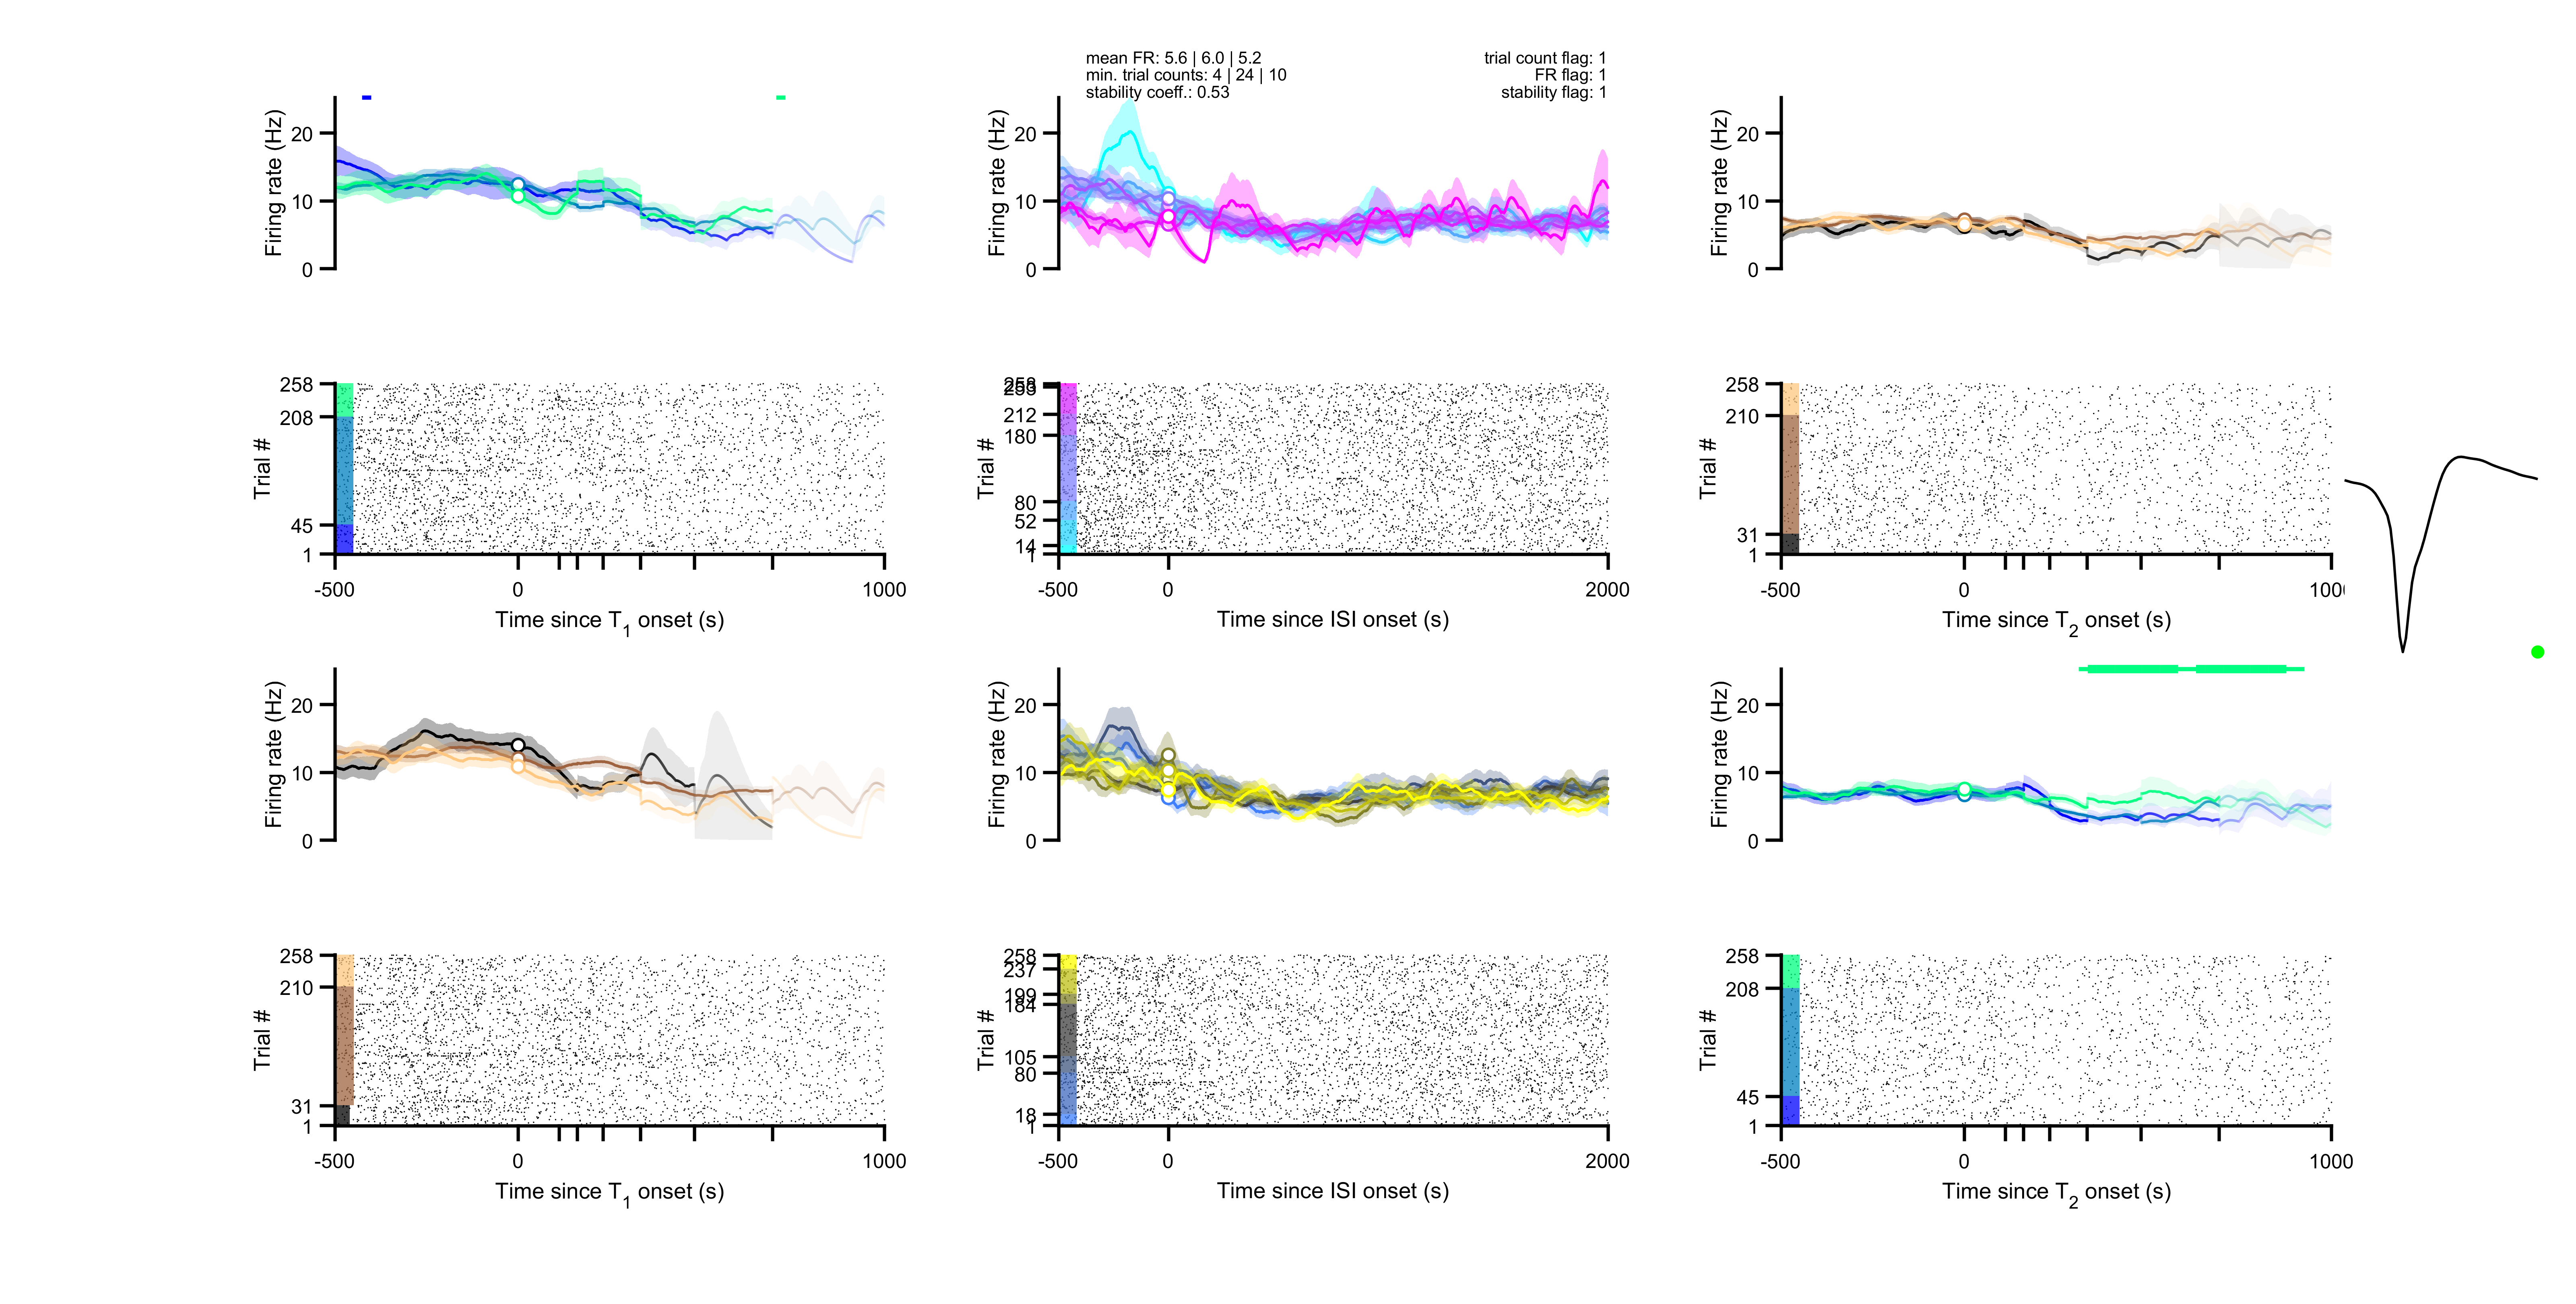 mean FR: 5.6 | 6.0 | 5.2
min. trial counts: 4 | 24 | 10
stability coeff.: 0.53
trial count flag: 1
FR flag: 1
stability flag: 1
Firing rate (Hz)
20
10
0
Firing rate (Hz)
20
10
0
Firing rate (Hz)
20
10
0
Trial #
258
208
45
1
-500
0
1000
Time since T1 onset (s)
Trial #
212
180
80
52
14
-500
0
2000
Time since ISI onset (s)
Trial #
258
210
31
1
-500
0
Time since T2 onset (s)
Firing rate (Hz)
20
10
0
Firing rate (Hz)
20
10
0
Firing rate (Hz)
20
10
0
Trial #
258
210
31
1
-500
0
1000
Time since T1 onset (s)
Trial #
258
237
199
184
105
80
18
1
-500
0
2000
Time since ISI onset (s)
Trial #
258
208
45
1
-500
0
1000
Time since T2 onset (s)